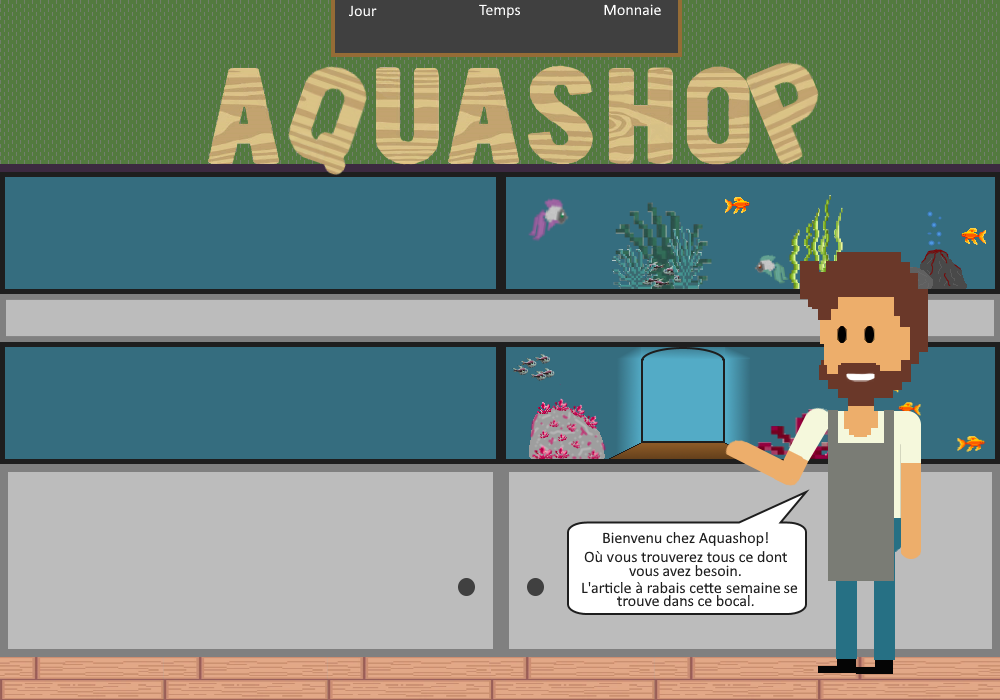 Jour Temps Monnaie
AQUASHOP
Bienvenu chez Aquashop!
Où vous trouverez tous ce dont
vous avez besoin.
L'article à rabais cette semaine se
trouve dans ce bocal.